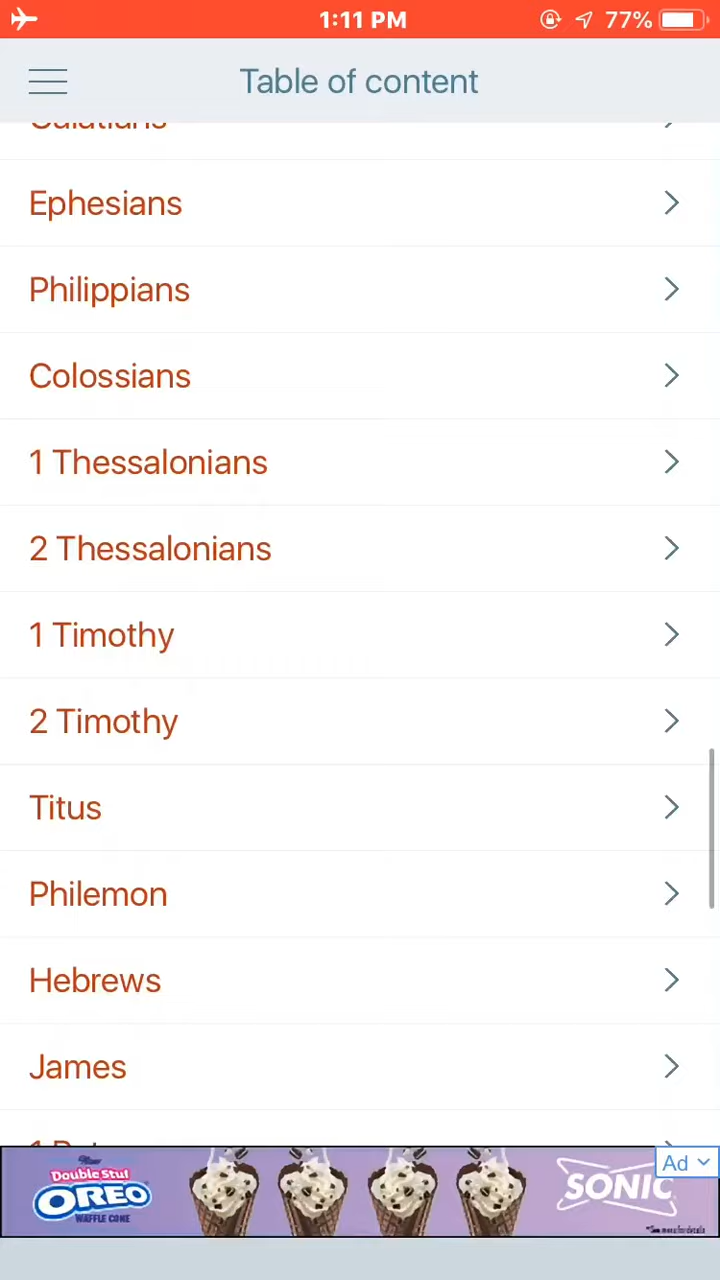 1:11 PM
77%
Table of content
Galatians
Ephesians
Philippians
Colossians
1 Thessalonians
2 Thessalonians
1 Timothy
2 Timothy
Titus
Philemon
Hebrews
James
Ad
Double Stuf
OREO
WAFFLE CONE
SONIC